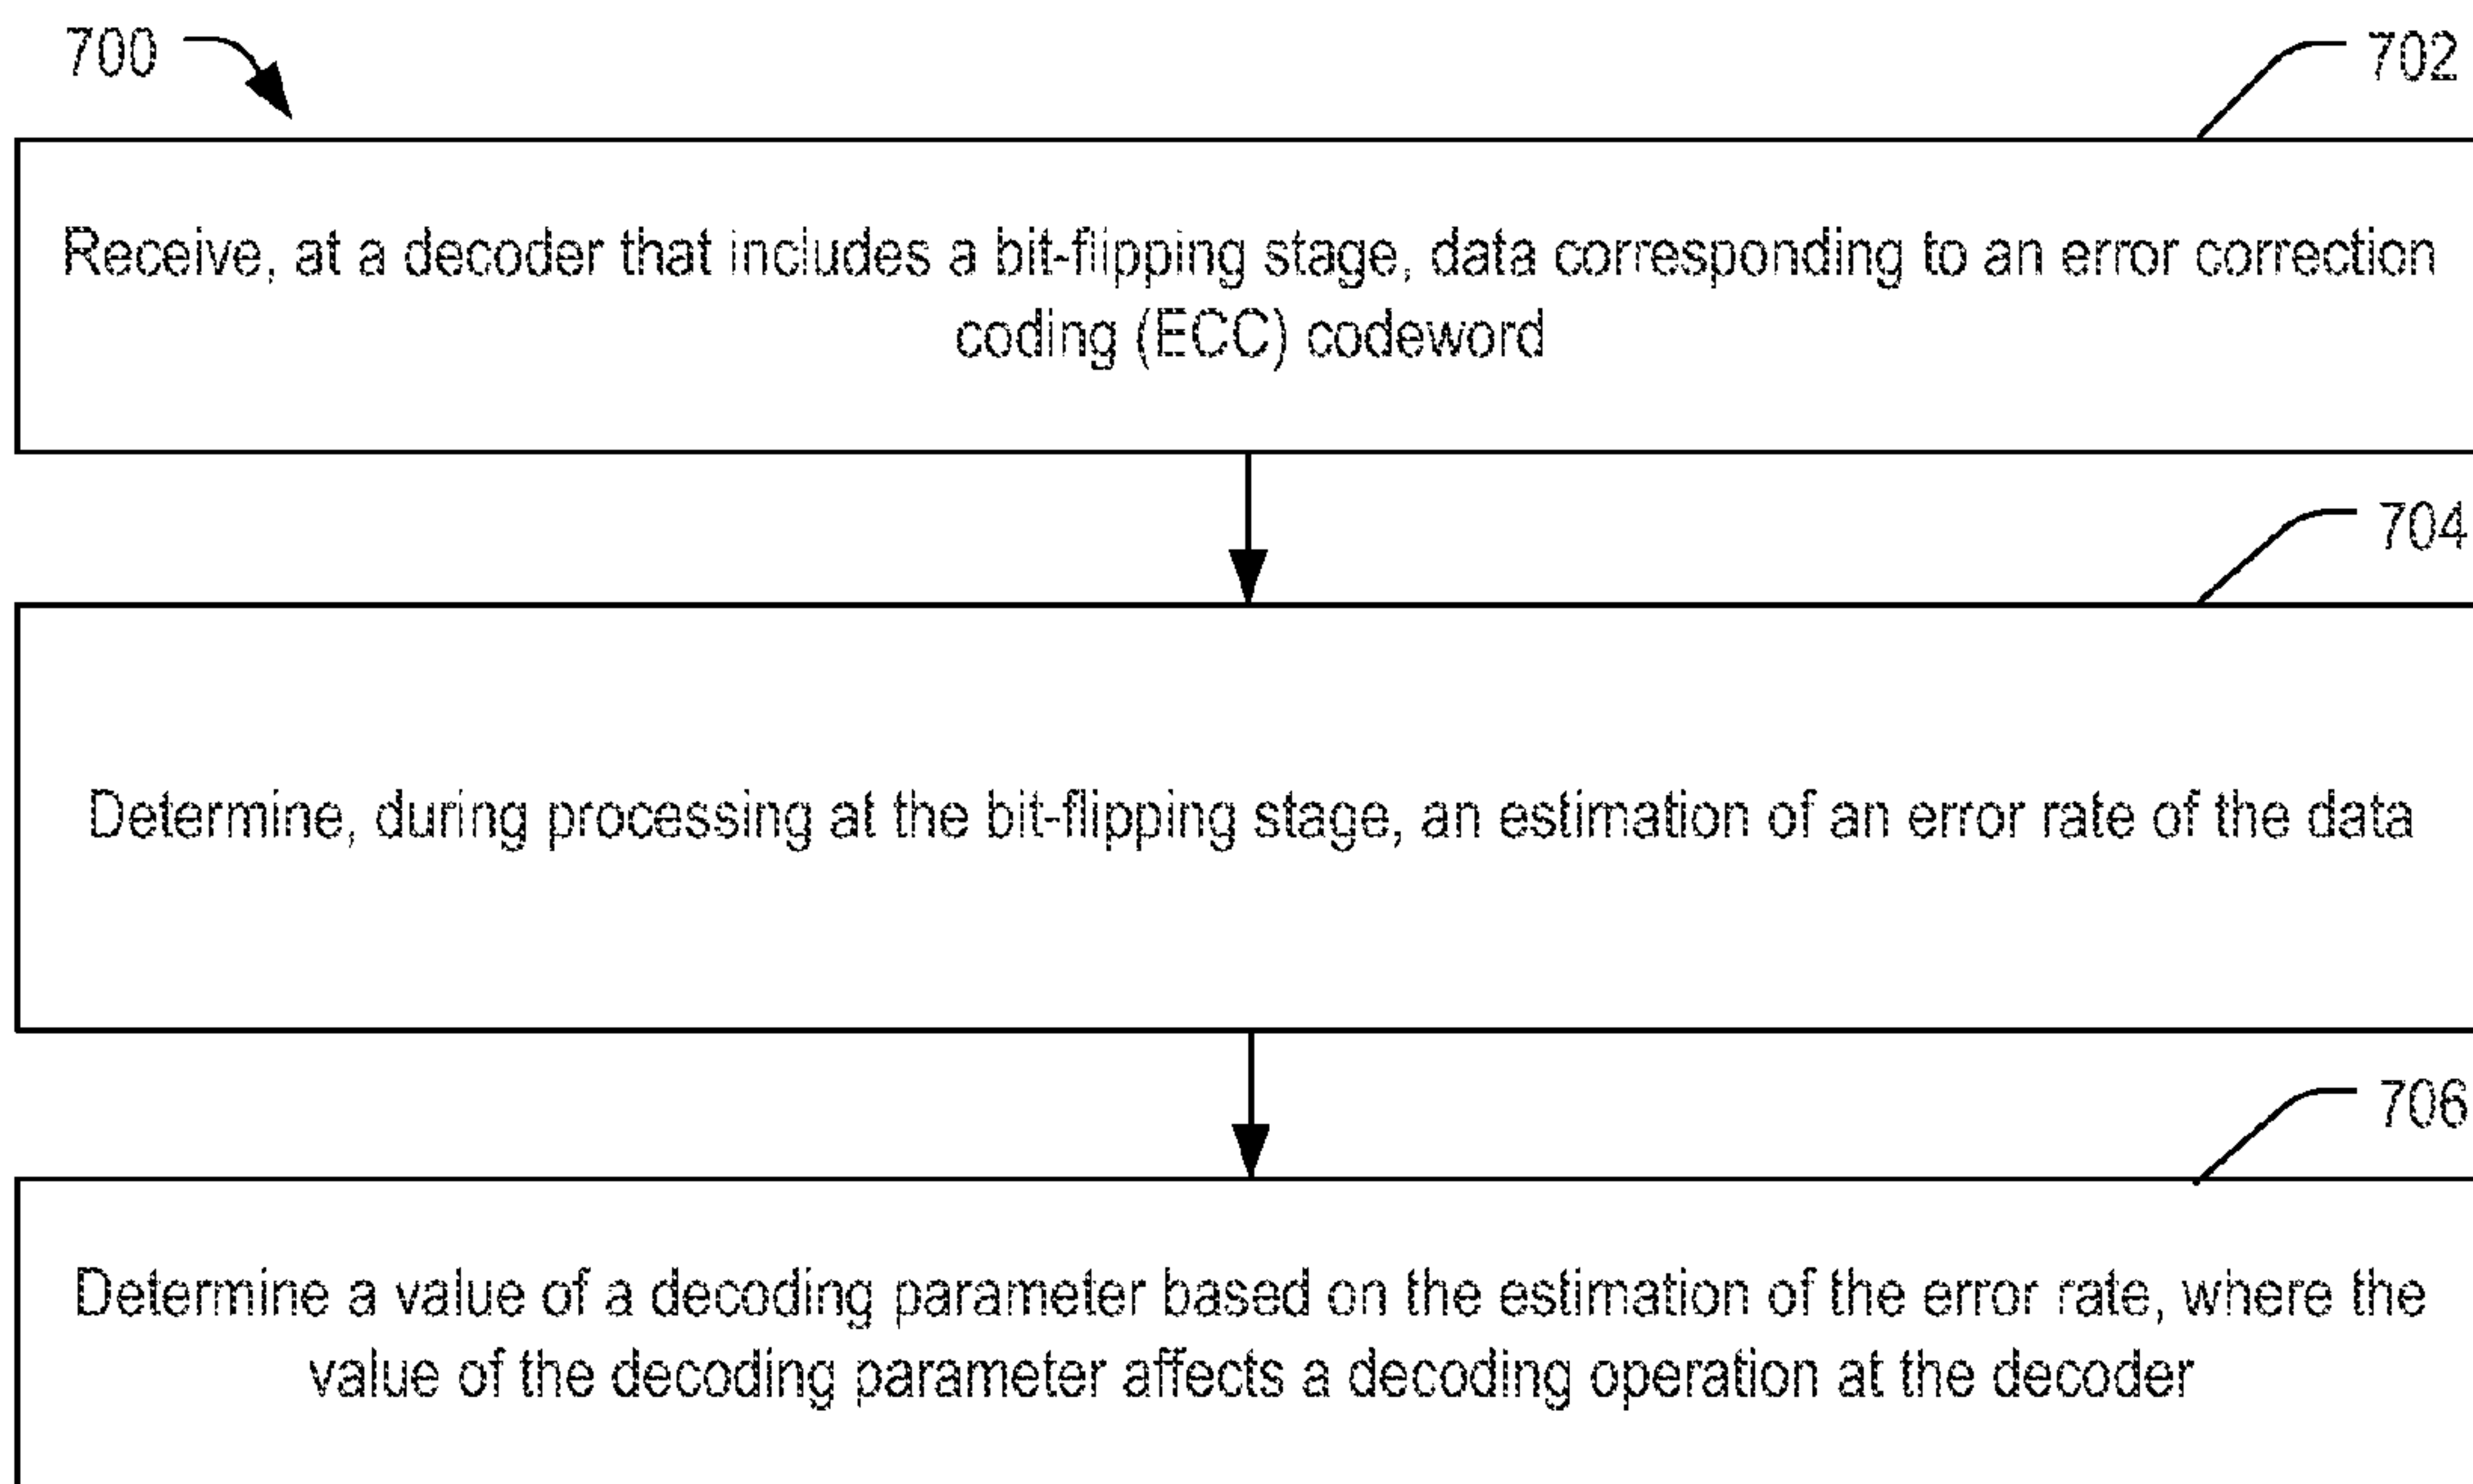 700
702
Receive, at a decoder that includes a bit-flipping stage, data corresponding to an error correction
coding (ECC) codeword
704
Determine, during processing at the bit-flipping stage, an estimation of an error rate of the data
706
Determine a value of a decoding parameter based on the estimation of the error rate, where the
value of the decoding parameter affects a decoding operation at the decoder